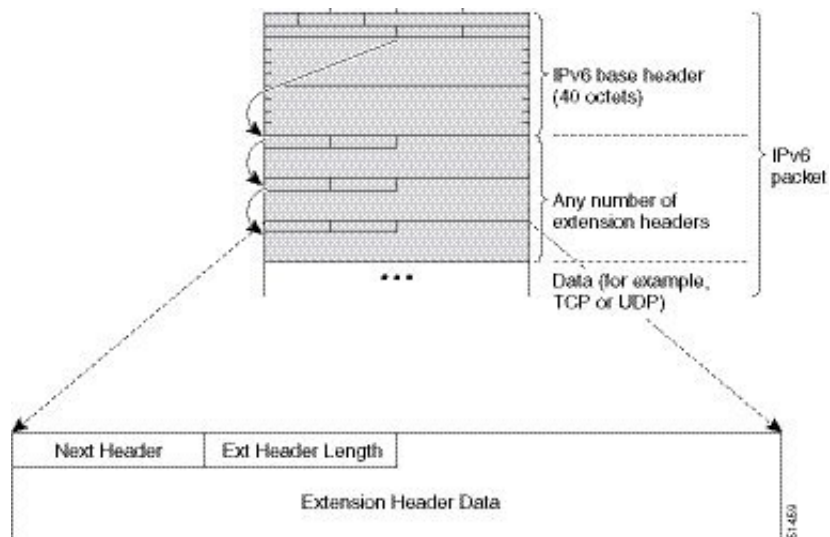 IPv6 base header
(40 octets)
IPv6
packet
Any number of
extension headers
Data (for example,
TCP or UDP)
Next Header
Ext Header Length
Extension Header Data
51459